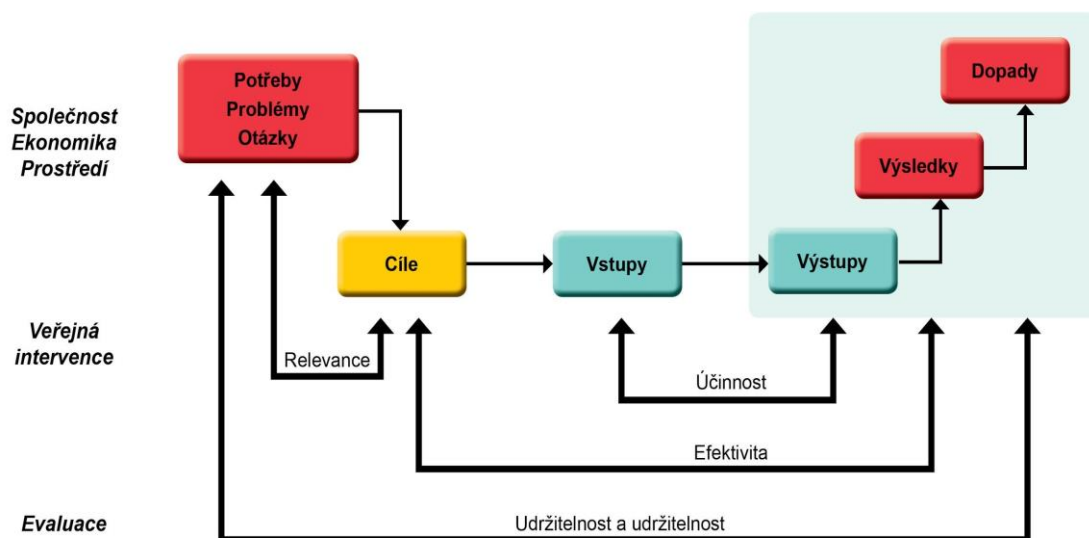 Společnost
Ekonomika
Prostředí
Potřeby
Problémy
Otázky
Dopady
Výsledky
Cíle
Vstupy
Výstupy
Veřejná
intervence
Relevance
Účinnost
Efektivita
Evaluace
Udržitelnost a udržitelnost